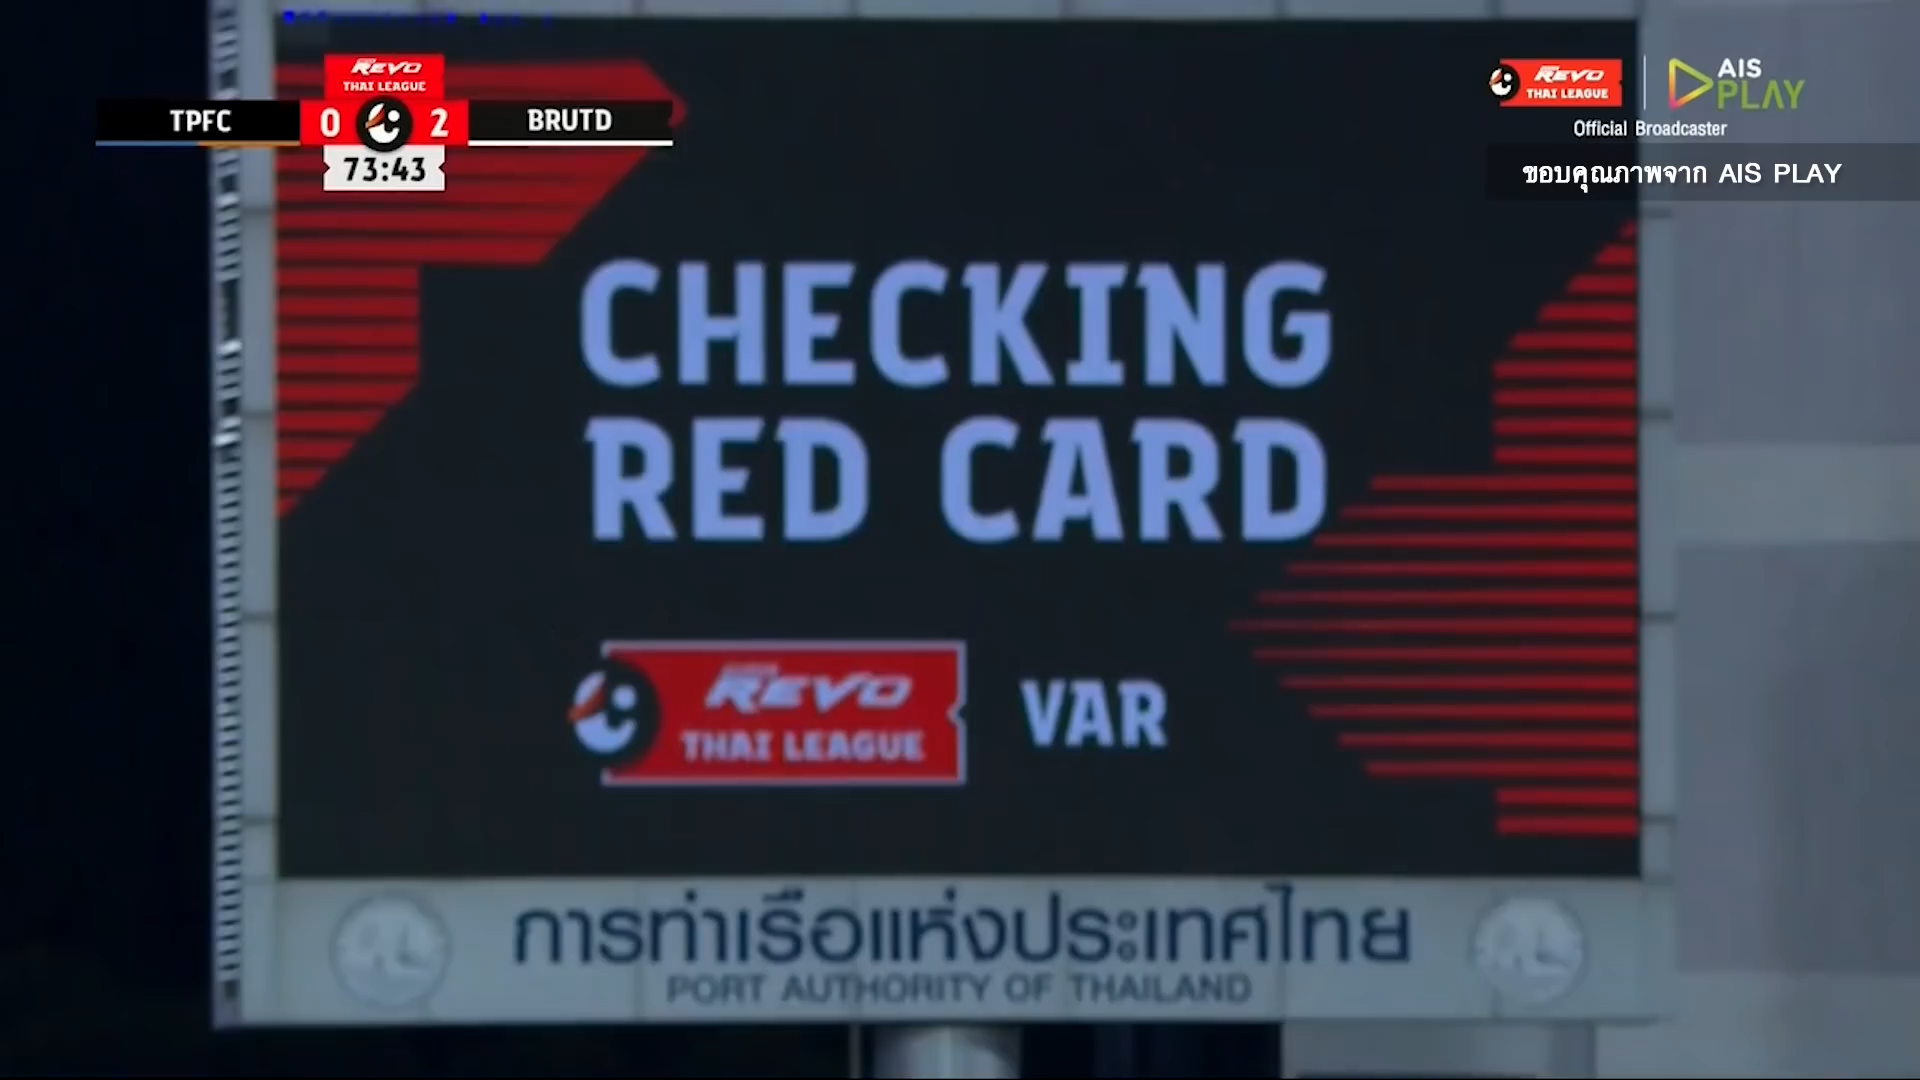 REVO
THAI LEAGUE
TPFC 0 2 BRUTD
73:43
REVO
THAI LEAGUE
AIS
PLAY
Official Broadcaster
ขอบคุณภาพจาก AIS PLAY
CHECKING
RED CARD
REVO
THAI LEAGUE
VAR
การท่าเรือแห่งประเทศไทย
PORT AUTHORITY OF THAILAND